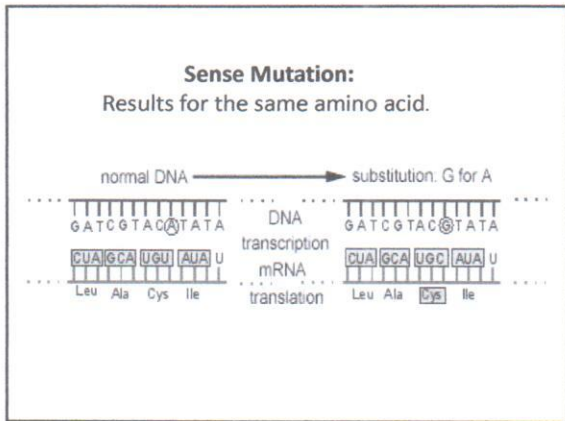 Sense Mutation:
Results for the same amino acid.
normal DNA substitution: G for A
GATCGTACATATA DNA GATCGTACGTATA
transcription
CUA GCA UGU AUA U mRNA CUA GCA UGC AUA U
Leu Ala Cys Ile translation Leu Ala Cys Ile